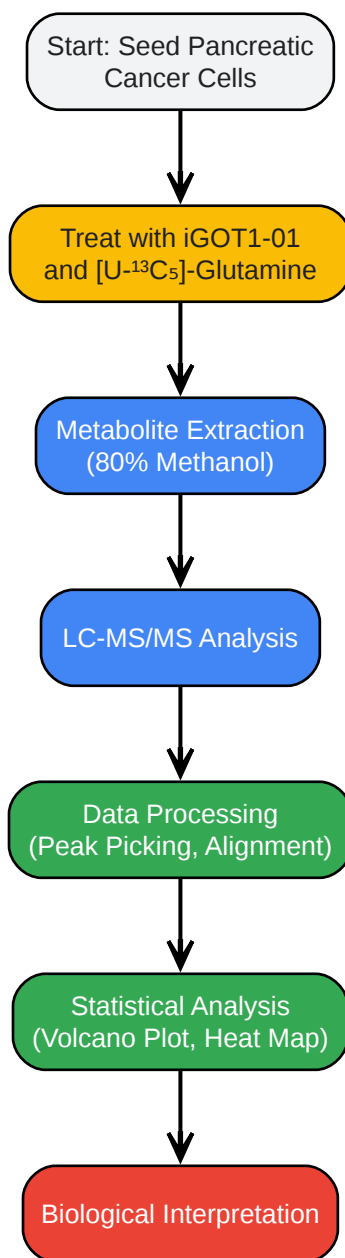 Start: Seed Pancreatic
Cancer Cells
Treat with iGOT1-01
and [U-¹³C₅]-Glutamine
Metabolite Extraction
(80% Methanol)
LC-MS/MS Analysis
Data Processing
(Peak Picking, Alignment)
Statistical Analysis
(Volcano Plot, Heat Map)
Biological Interpretation